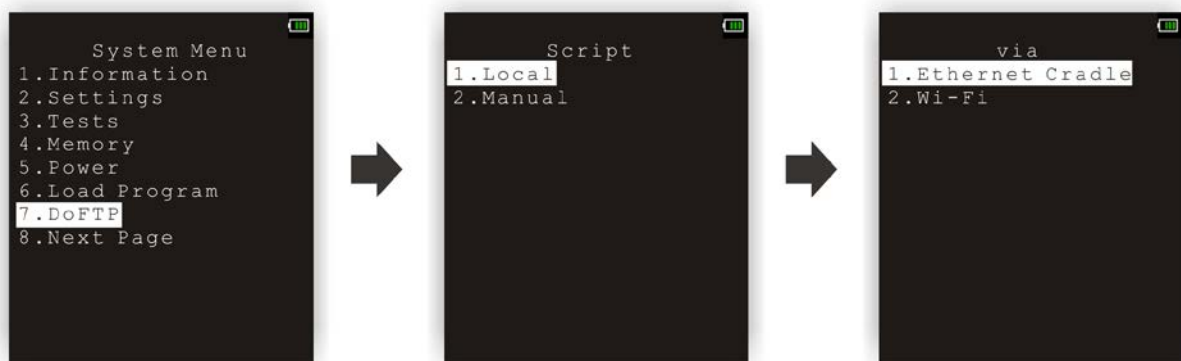 System Menu
1.Information
2.Settings
3.Tests
4.Memory
5.Power
6.Load Program
7.DoFTP
8.Next Page
Script
1.Local
2.Manual
via
1.Ethernet Cradle
2.Wi-Fi